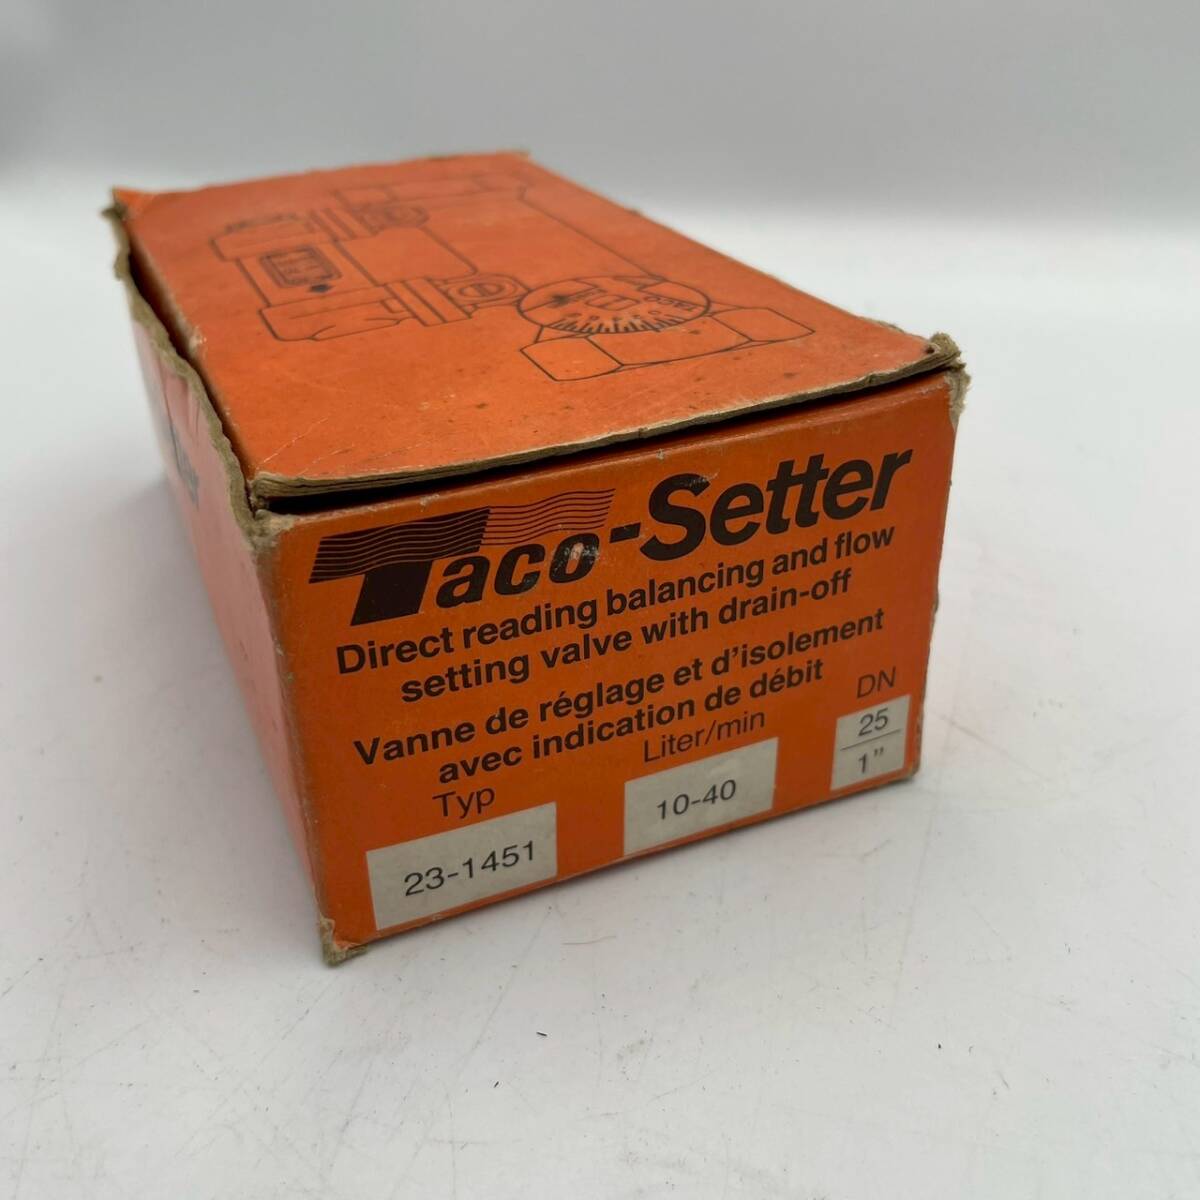 TACO
Taco-Setter
Direct reading balancing and flow
setting valve with drain-off
Vanne de réglage et d'isolement
avec indication de débit
Typ
Liter/min
DN
23-1451
10-40
25
1"